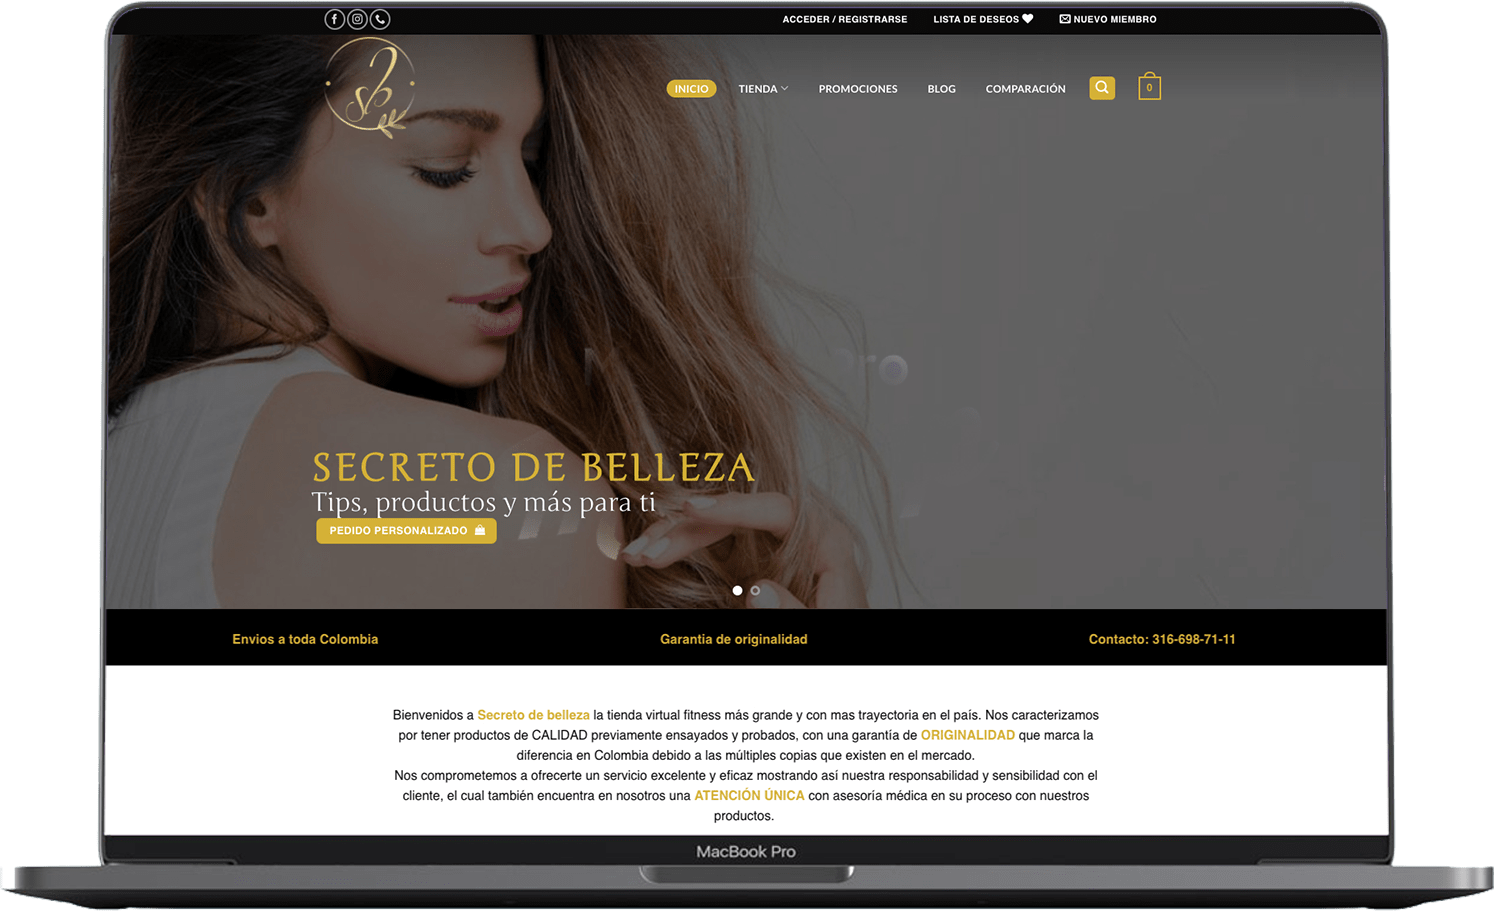 ACCEDER / REGISTRARSE
LISTA DE DESEOS
NUEVO MIEMBRO
sb
INICIO
TIENDA
PROMOCIONES
BLOG
COMPARACIÓN
0
SECRETO DE BELLEZA
Tips, productos y más para ti
PEDIDO PERSONALIZADO
Envios a toda Colombia
Garantia de originalidad
Contacto: 316-698-71-11
Bienvenidos a Secreto de belleza la tienda virtual fitness más grande y con mas trayectoria en el país. Nos caracterizamos
por tener productos de CALIDAD previamente ensayados y probados, con una garantía de ORIGINALIDAD que marca la
diferencia en Colombia debido a las múltiples copias que existen en el mercado.
Nos comprometemos a ofrecerte un servicio excelente y eficaz mostrando así nuestra responsabilidad y sensibilidad con el
cliente, el cual también encuentra en nosotros una ATENCIÓN ÚNICA con asesoría médica en su proceso con nuestros
productos.
MacBook Pro